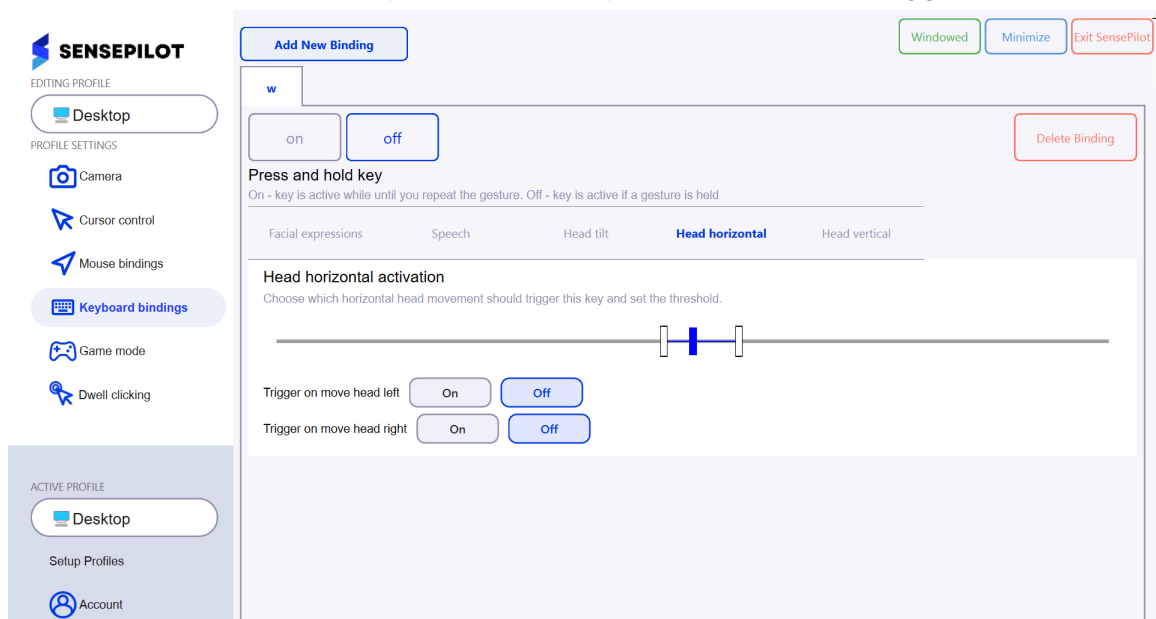 SENSEPILOT
EDITING PROFILE
Desktop
PROFILE SETTINGS
Camera
Cursor control
Mouse bindings
Keyboard bindings
Game mode
Dwell clicking
ACTIVE PROFILE
Desktop
Setup Profiles
Account
Add New Binding
Windowed
Minimize
Exit SensePilot
w
on
off
Delete Binding
Press and hold key
On - key is active while until you repeat the gesture. Off - key is active if a gesture is held
Facial expressions
Speech
Head tilt
Head horizontal
Head vertical
Head horizontal activation
Choose which horizontal head movement should trigger this key and set the threshold.
Trigger on move head left
On
Off
Trigger on move head right
On
Off